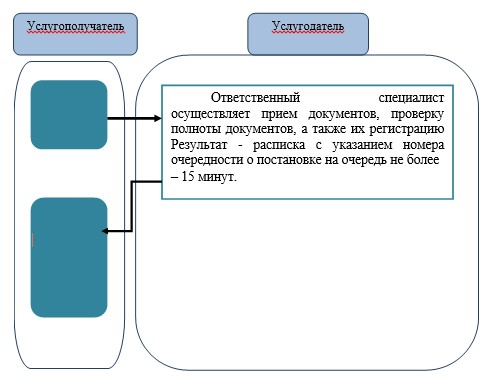 Услугополучатель
Услугодатель
Ответственный специалист
осуществляет прием документов, проверку
полноты документов, а также их регистрацию
Результат - расписка с указанием номера
очередности о постановке на очередь не более
– 15 минут.